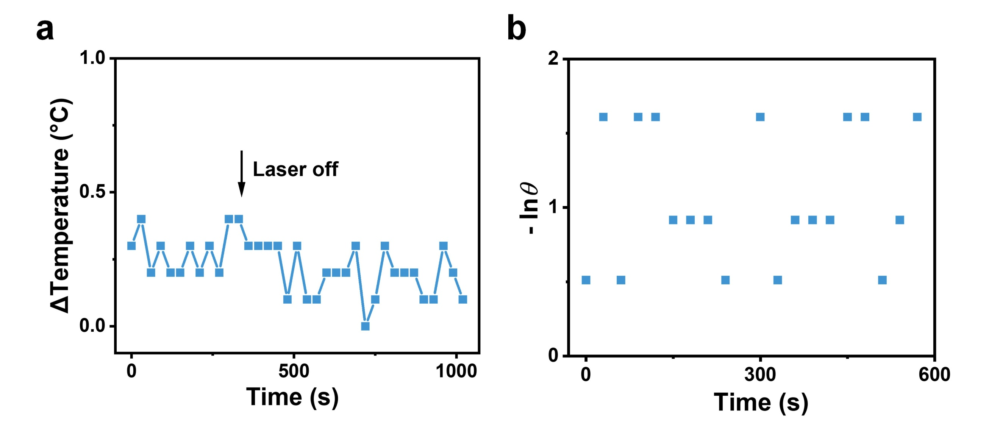 a
1.0
0.5
0.0
ΔTemperature (°C)
Laser off
0
500
1000
Time (s)
b
2
1
0
- lnθ
0
300
600
Time (s)